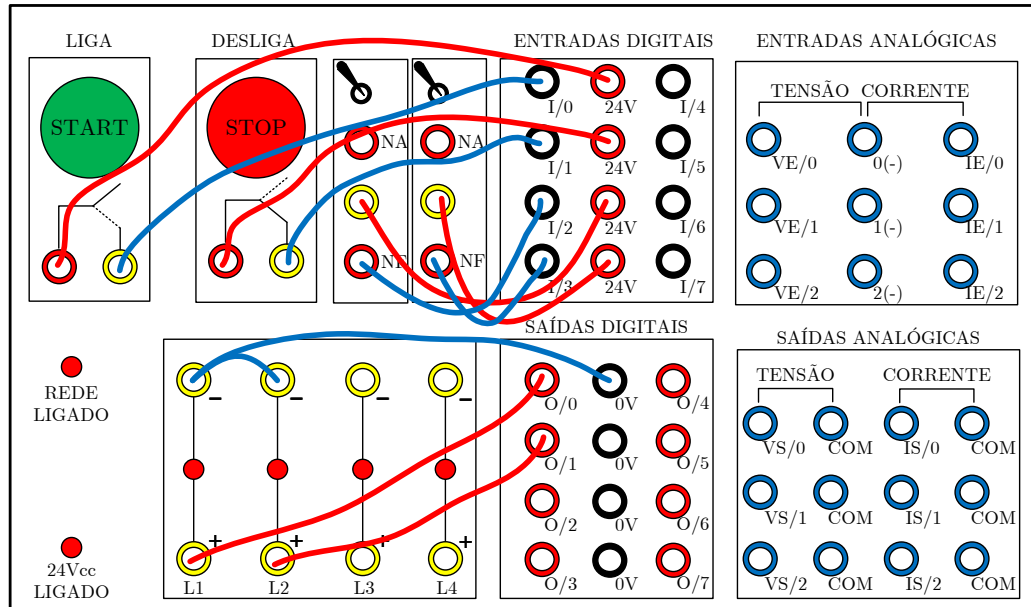 LIGA
DESLIGA
ENTRADAS DIGITAIS
ENTRADAS ANALÓGICAS
START
STOP
NA
NA
NF
NF
I/0 24V I/4
I/1 24V I/5
I/2 24V I/6
I/3 24V I/7
TENSÃO CORRENTE
VE/0 0(-) IE/0
VE/1 1(-) IE/1
VE/2 2(-) IE/2
REDE
LIGADO
24Vcc
LIGADO
− − − −
+ + + +
L1 L2 L3 L4
SAÍDAS DIGITAIS
O/0 0V O/4
O/1 0V O/5
O/2 0V O/6
O/3 0V O/7
SAÍDAS ANALÓGICAS
TENSÃO CORRENTE
VS/0 COM IS/0 COM
VS/1 COM IS/1 COM
VS/2 COM IS/2 COM